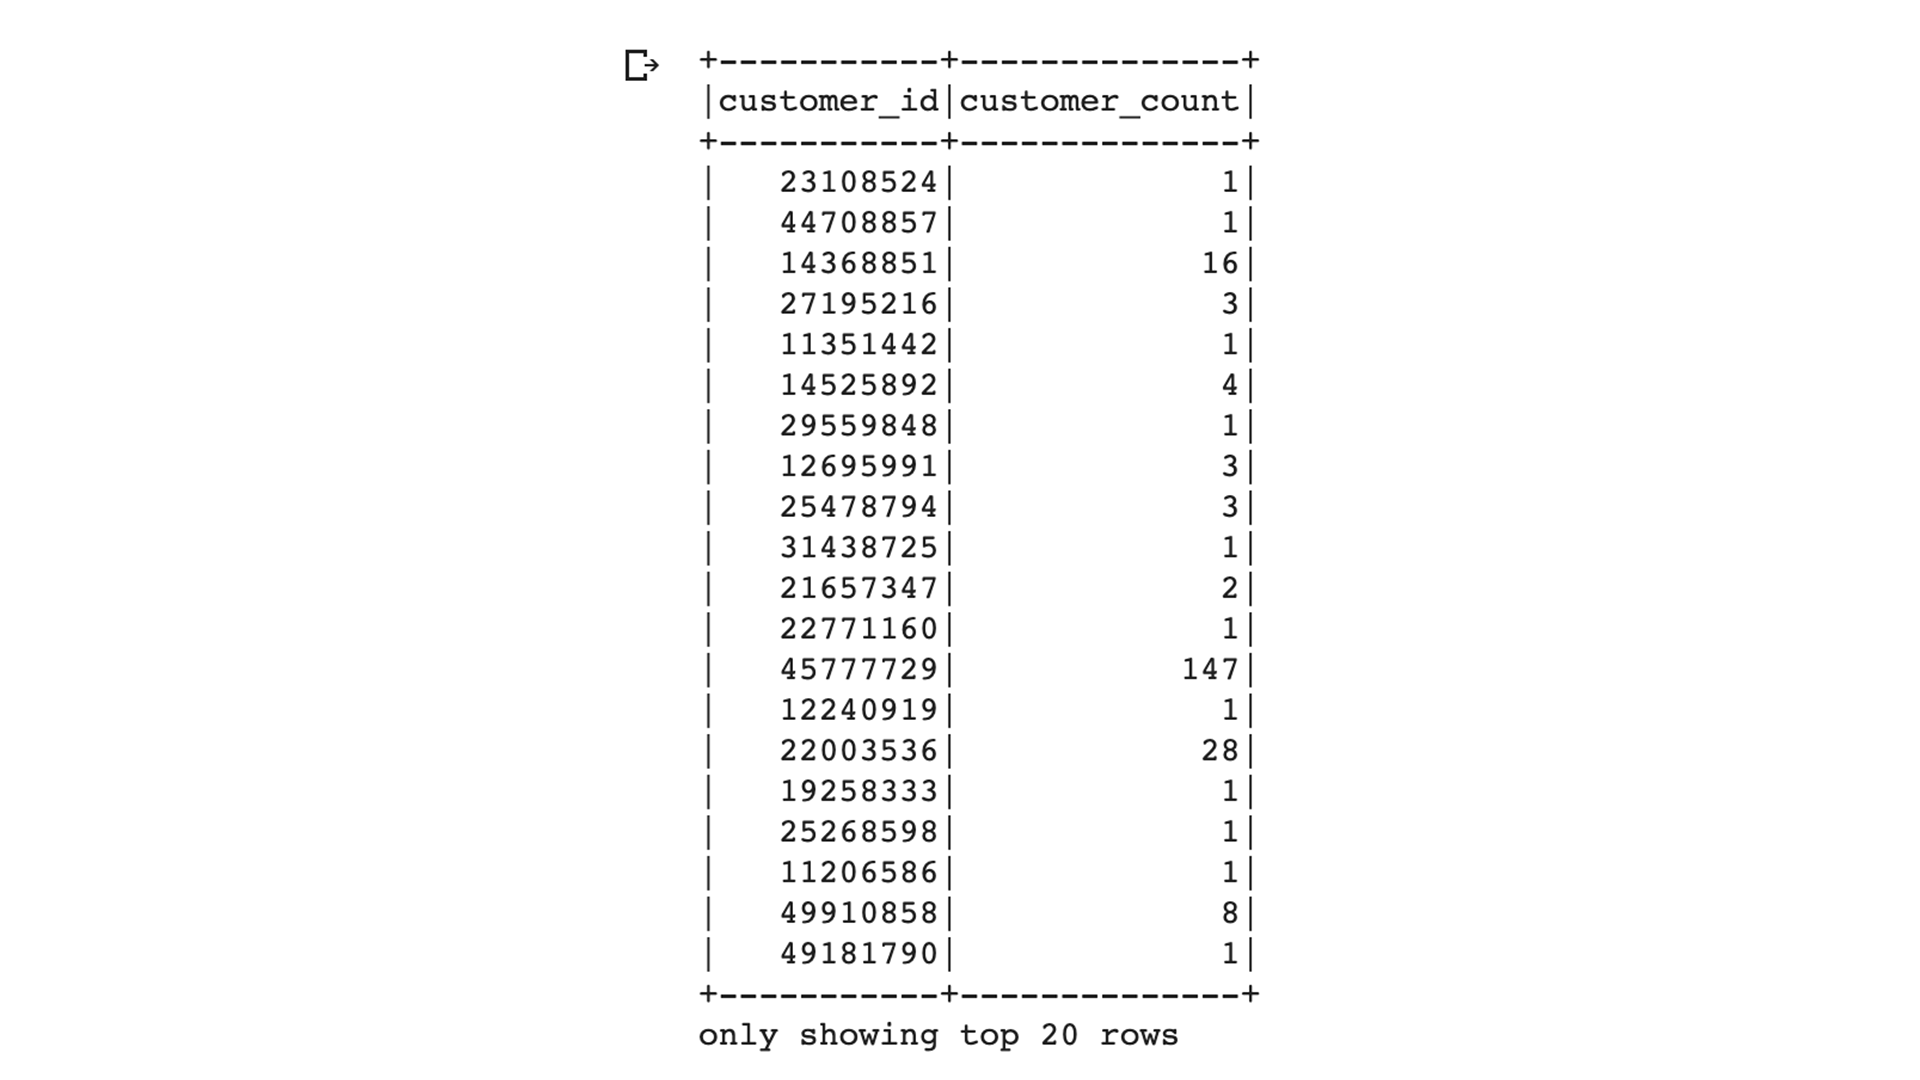 +-----------+--------------+
|customer_id|customer_count|
+-----------+--------------+
|   23108524|             1|
|   44708857|             1|
|   14368851|            16|
|   27195216|             3|
|   11351442|             1|
|   14525892|             4|
|   29559848|             1|
|   12695991|             3|
|   25478794|             3|
|   31438725|             1|
|   21657347|             2|
|   22771160|             1|
|   45777729|           147|
|   12240919|             1|
|   22003536|            28|
|   19258333|             1|
|   25268598|             1|
|   11206586|             1|
|   49910858|             8|
|   49181790|             1|
+-----------+--------------+
only showing top 20 rows